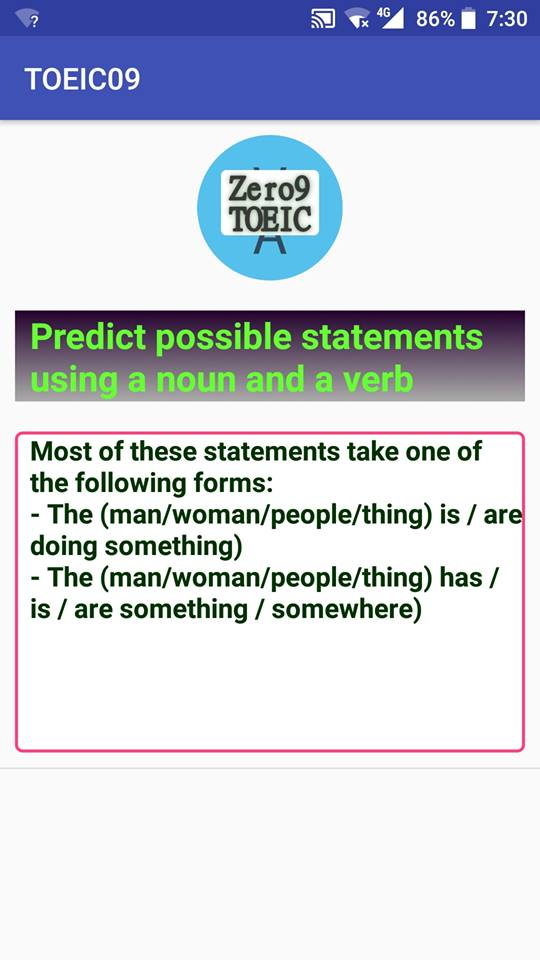 4G 86% 7:30
TOEIC09
Zero9
TOEIC
Predict possible statements
using a noun and a verb
Most of these statements take one of
the following forms:
- The (man/woman/people/thing) is / are
doing something)
- The (man/woman/people/thing) has /
is / are something / somewhere)